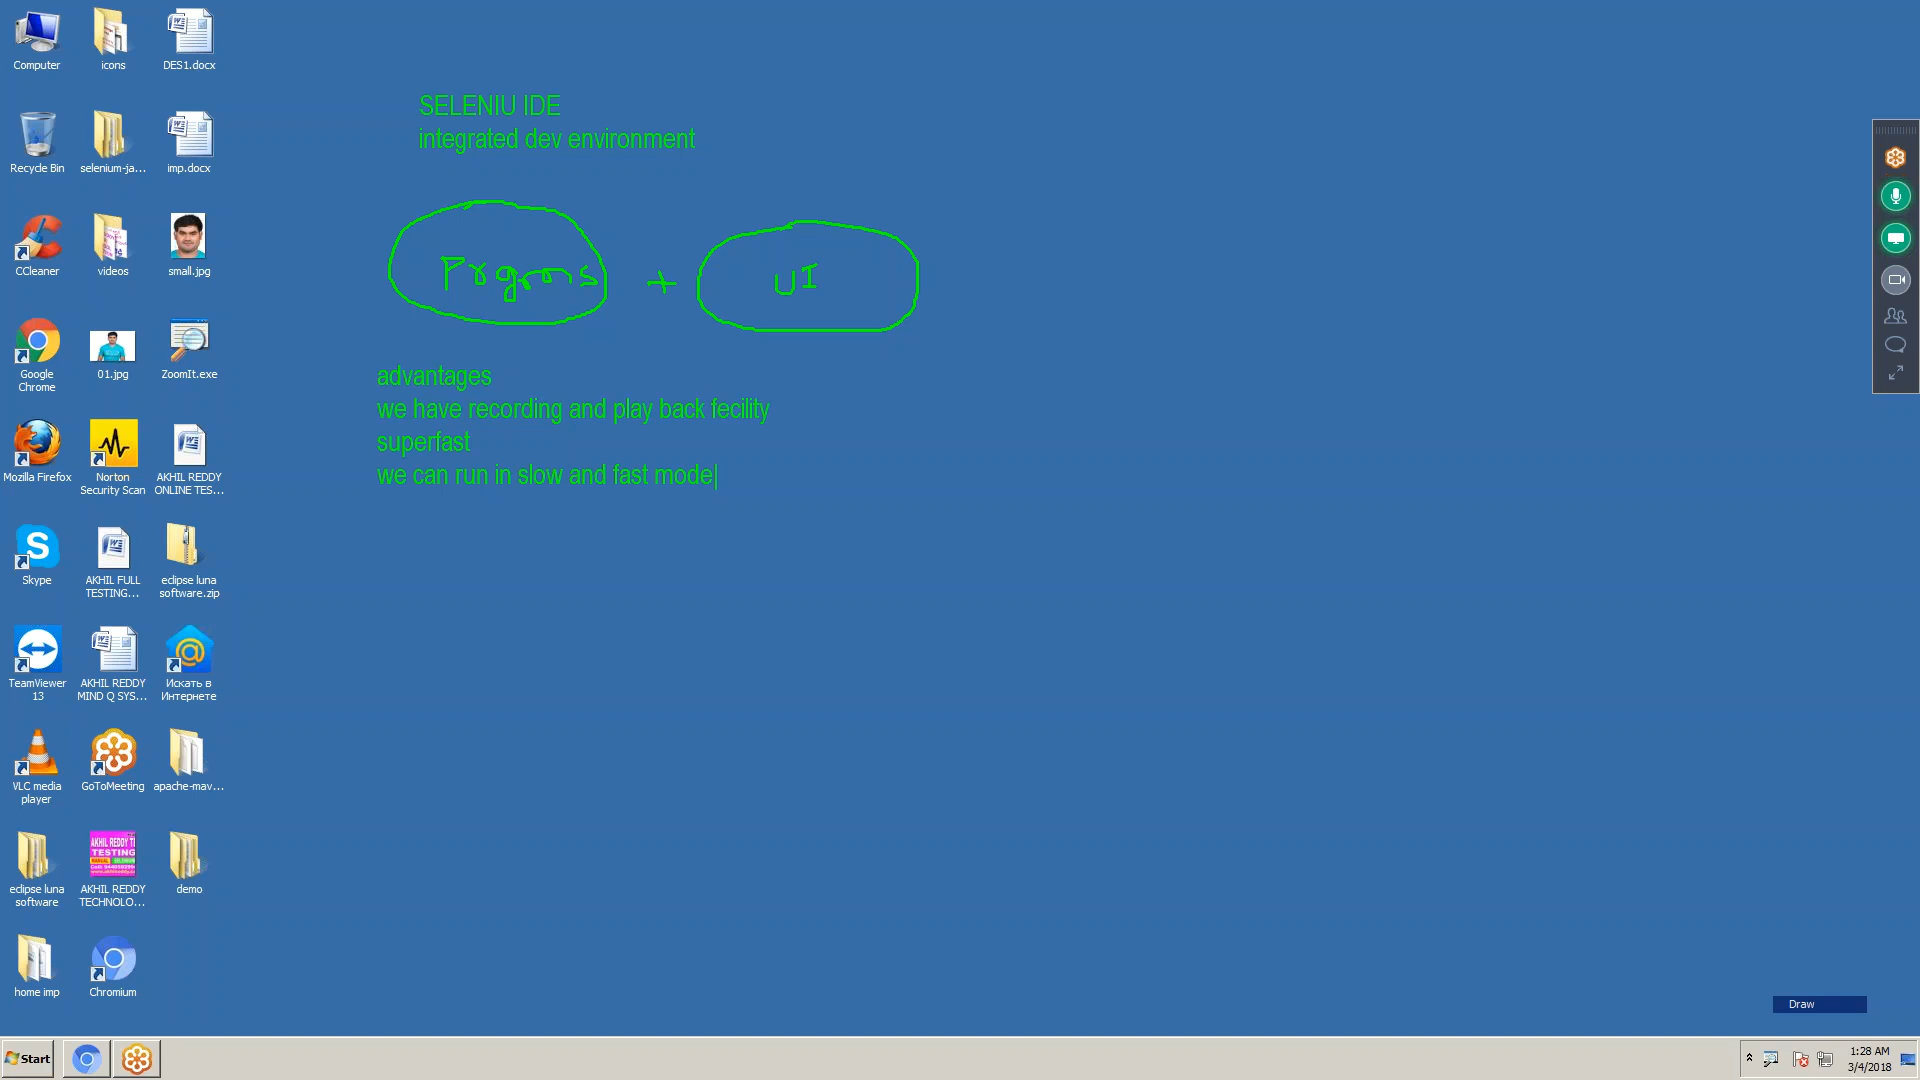 Computer
icons
DES1.docx
SELENIU IDE
integrated dev environment
Recycle Bin
selenium-ja...
imp.docx
CCleaner
videos
small.jpg
Prgrms + UI
Google
Chrome
01.jpg
ZoomIt.exe
advantages
we have recording and play back fecility
superfast
we can run in slow and fast mode
Mozilla Firefox
Norton
Security Scan
AKHIL REDDY
ONLINE TES...
Skype
AKHIL FULL
TESTING...
eclipse luna
software.zip
TeamViewer
13
AKHIL REDDY
MIND Q SYS...
Искать в
Интернете
VLC media
player
GoToMeeting
apache-mav...
AKHIL REDDY
TESTING
MANUAL
eclipse luna
software
AKHIL REDDY
TECHNOLO...
demo
home imp
Chromium
Draw
Start
1:28 AM
3/4/2018